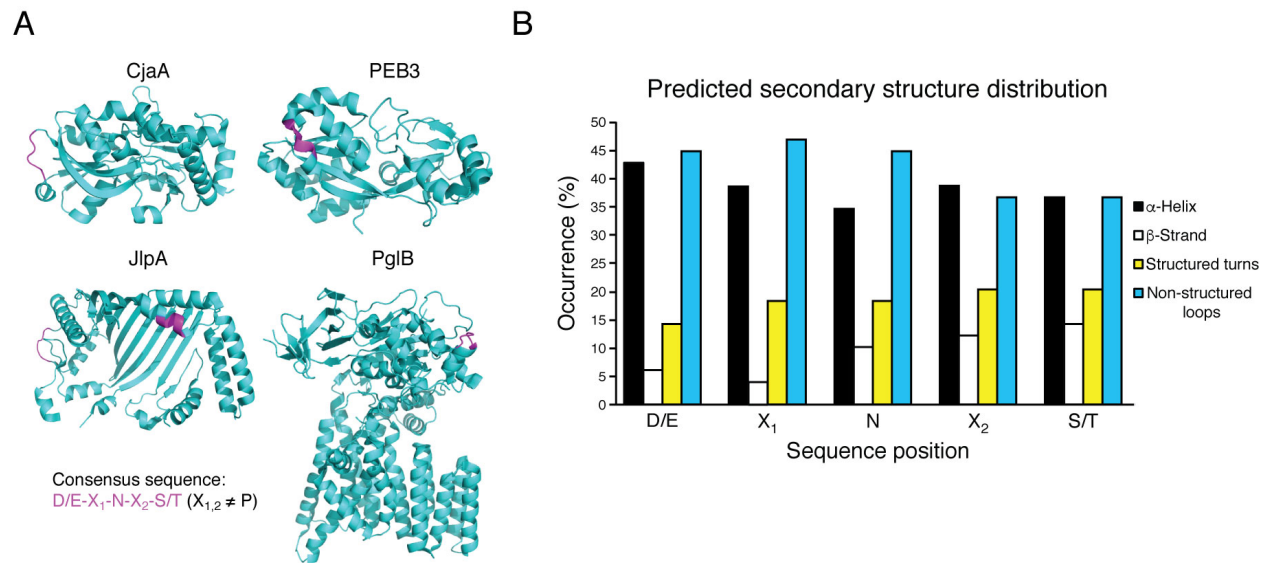 A
CjaA
PEB3
JlpA
PglB
Consensus sequence:
D/E-X₁-N-X₂-S/T (X₁,₂ ≠ P)
B
Predicted secondary structure distribution
Occurrence (%)
50
45
40
35
30
25
20
15
10
5
0
D/E
X₁
N
X₂
S/T
Sequence position
α-Helix
β-Strand
Structured turns
Non-structured
loops